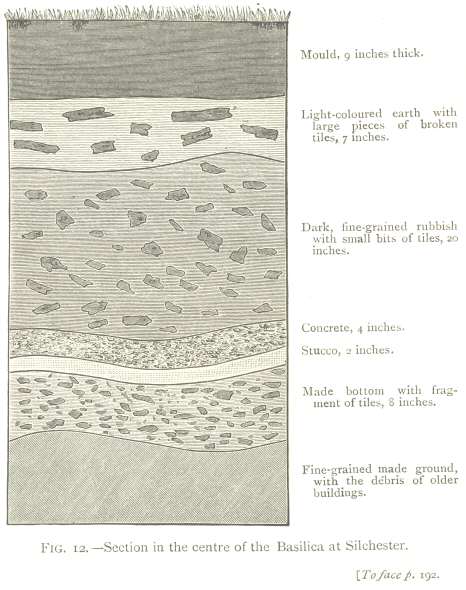 Mould, 9 inches thick.
Light-coloured earth with
large pieces of broken
tiles, 7 inches.
Dark, fine-grained rubbish
with small bits of tiles, 20
inches.
Concrete, 4 inches.
Stucco, 2 inches.
Made bottom with frag-
ment of tiles, 8 inches.
Fine-grained made ground,
with the débris of older
buildings.
FIG. 12.—Section in the centre of the Basilica at Silchester.
[To face p. 192.